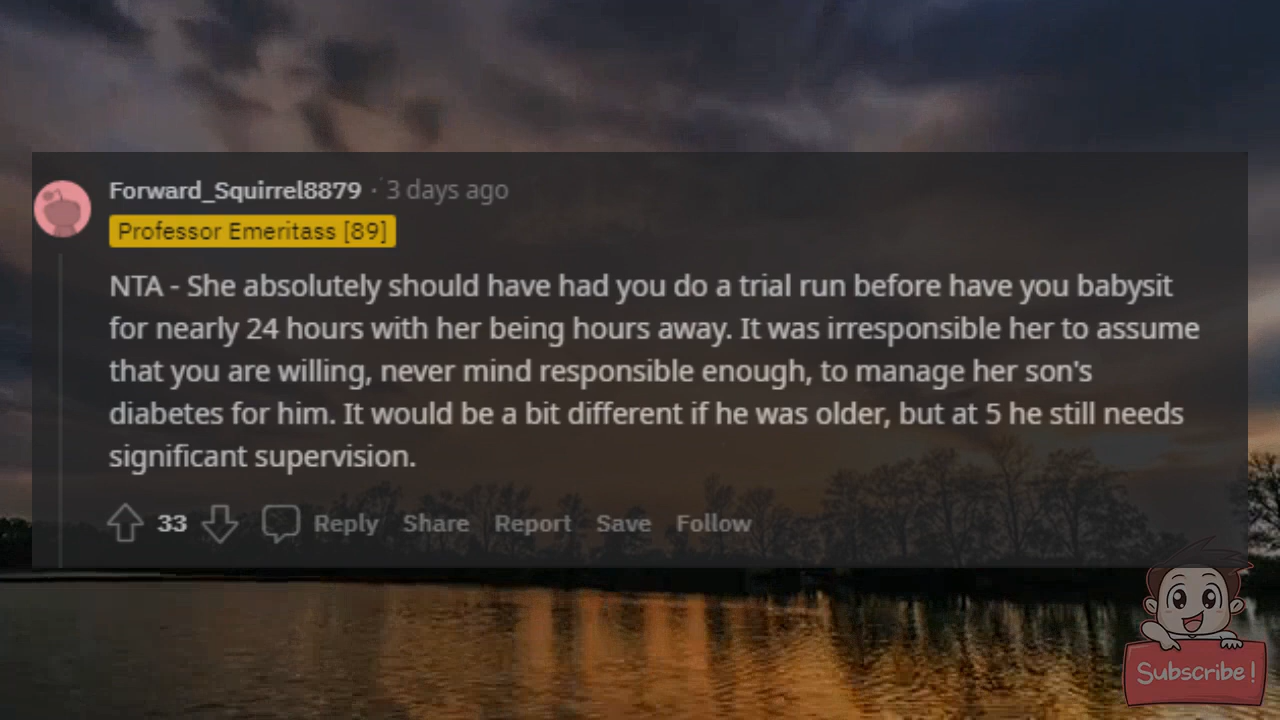 Forward_Squirrel8879 · 3 days ago
Professor Emeritass [89]
NTA - She absolutely should have had you do a trial run before have you babysit
for nearly 24 hours with her being hours away. It was irresponsible her to assume
that you are willing, never mind responsible enough, to manage her son's
diabetes for him. It would be a bit different if he was older, but at 5 he still needs
significant supervision.
33 Reply Share Report Save Follow
Subscribe!